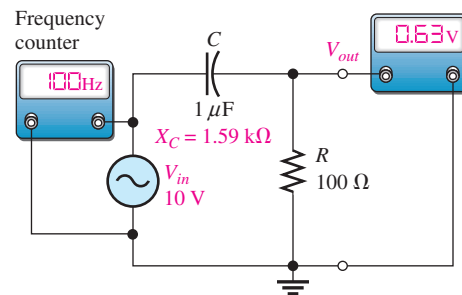 Frequency
counter
100Hz
C
1 μF
X_C = 1.59 kΩ
V_out
0.63V
V_in
10 V
R
100 Ω